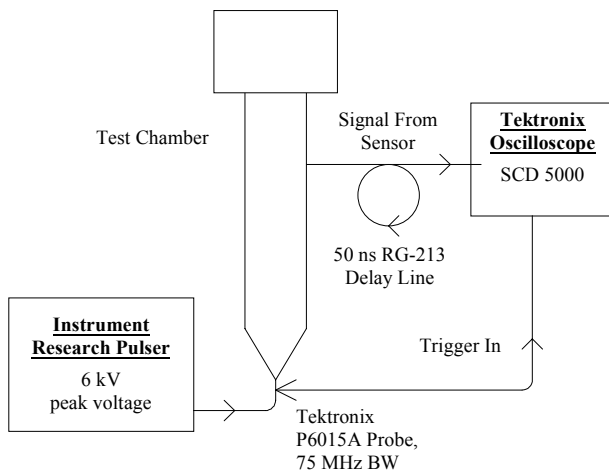 Test Chamber
Signal From
Sensor
Tektronix
Oscilloscope
SCD 5000
50 ns RG-213
Delay Line
Instrument
Research Pulser
6 kV
peak voltage
Trigger In
Tektronix
P6015A Probe,
75 MHz BW